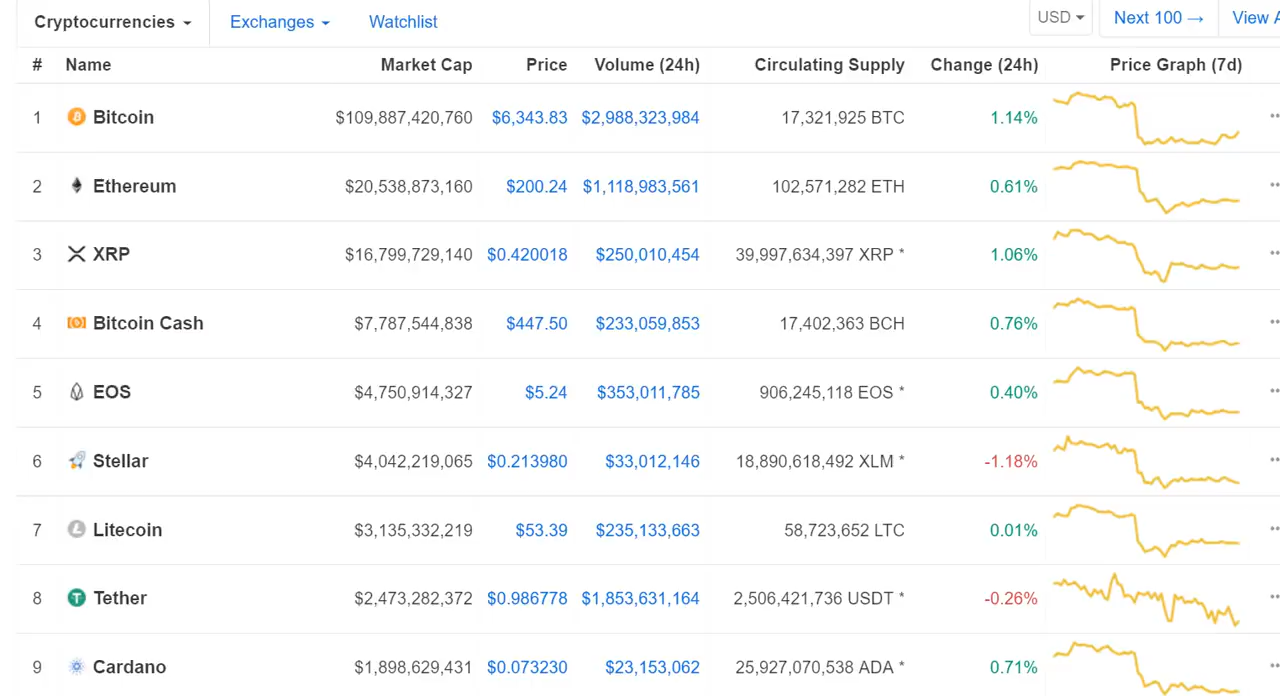 Cryptocurrencies Exchanges Watchlist USD Next 100 → View
# Name Market Cap Price Volume (24h) Circulating Supply Change (24h) Price Graph (7d)
1 Bitcoin $109,887,420,760 $6,343.83 $2,988,323,984 17,321,925 BTC 1.14%
2 Ethereum $20,538,873,160 $200.24 $1,118,983,561 102,571,282 ETH 0.61%
3 XRP $16,799,729,140 $0.420018 $250,010,454 39,997,634,397 XRP * 1.06%
4 Bitcoin Cash $7,787,544,838 $447.50 $233,059,853 17,402,363 BCH 0.76%
5 EOS $4,750,914,327 $5.24 $353,011,785 906,245,118 EOS * 0.40%
6 Stellar $4,042,219,065 $0.213980 $33,012,146 18,890,618,492 XLM * -1.18%
7 Litecoin $3,135,332,219 $53.39 $235,133,663 58,723,652 LTC 0.01%
8 Tether $2,473,282,372 $0.986778 $1,853,631,164 2,506,421,736 USDT * -0.26%
9 Cardano $1,898,629,431 $0.073230 $23,153,062 25,927,070,538 ADA * 0.71%